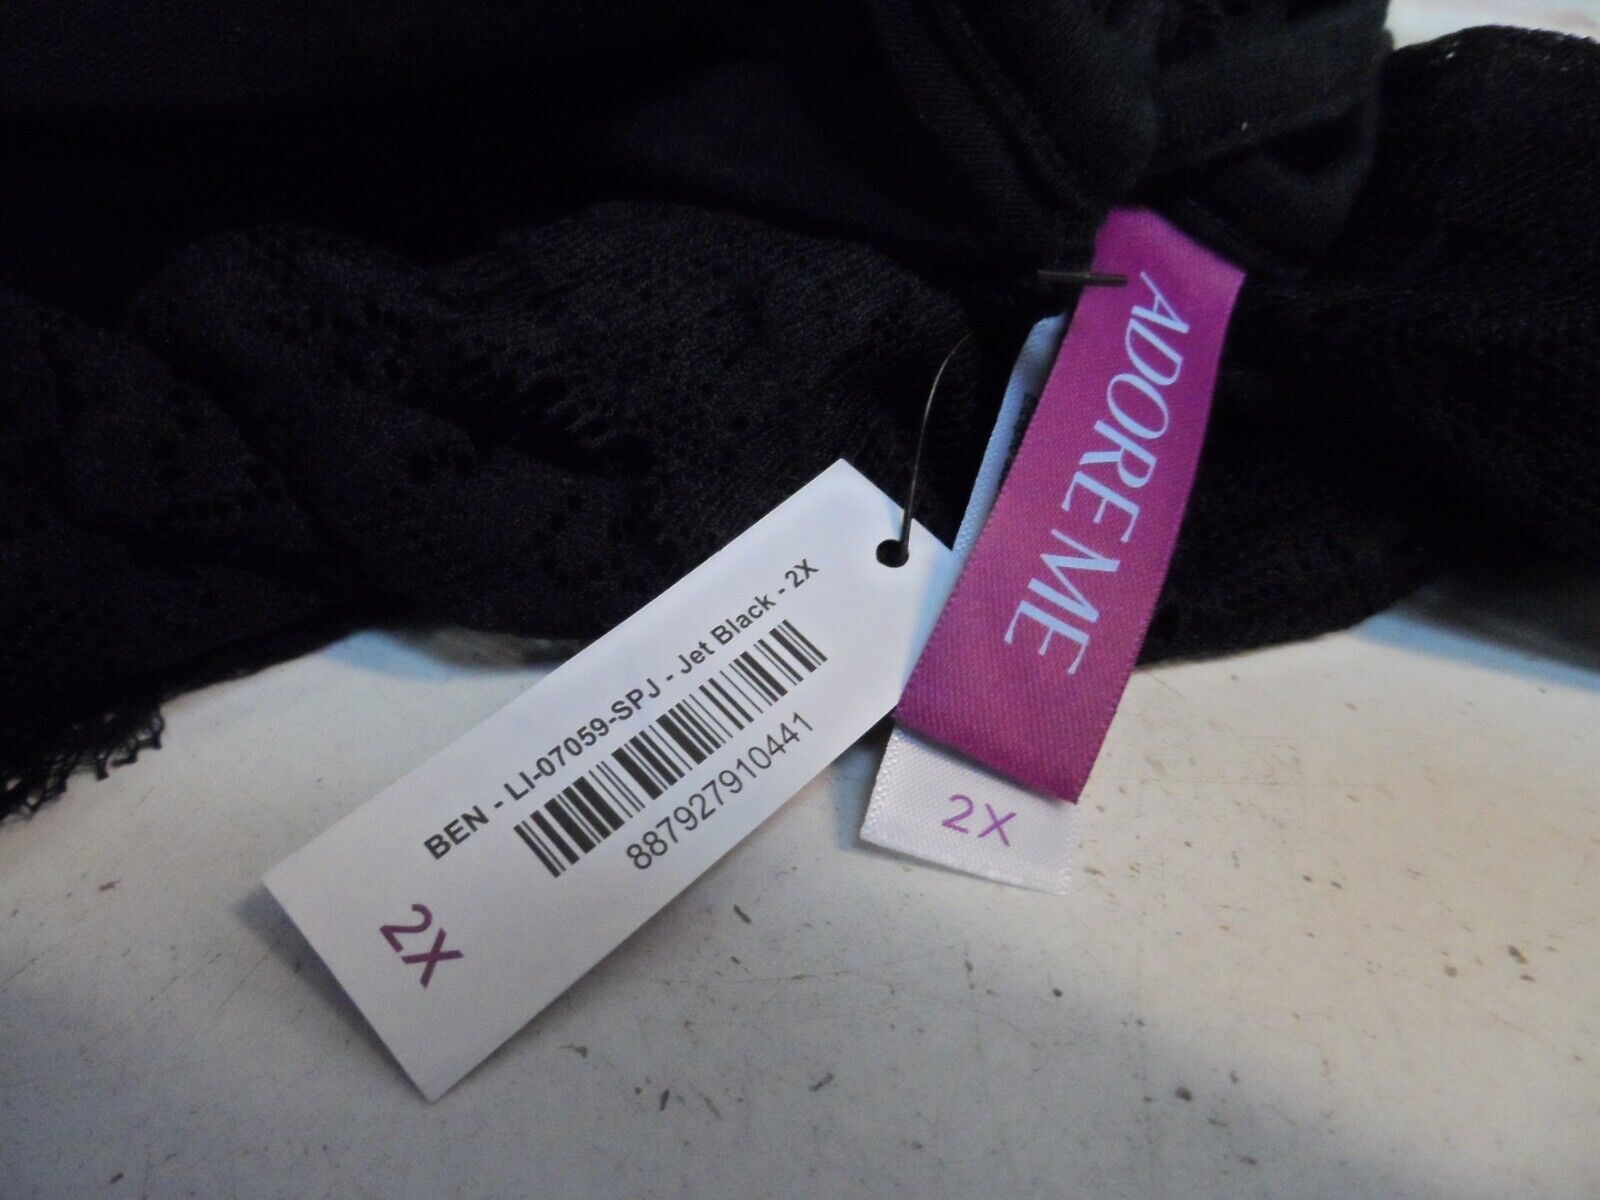 BEN - LI-07059-SPJ - Jet Black - 2X
887927910441
2X
ADORE ME
2X